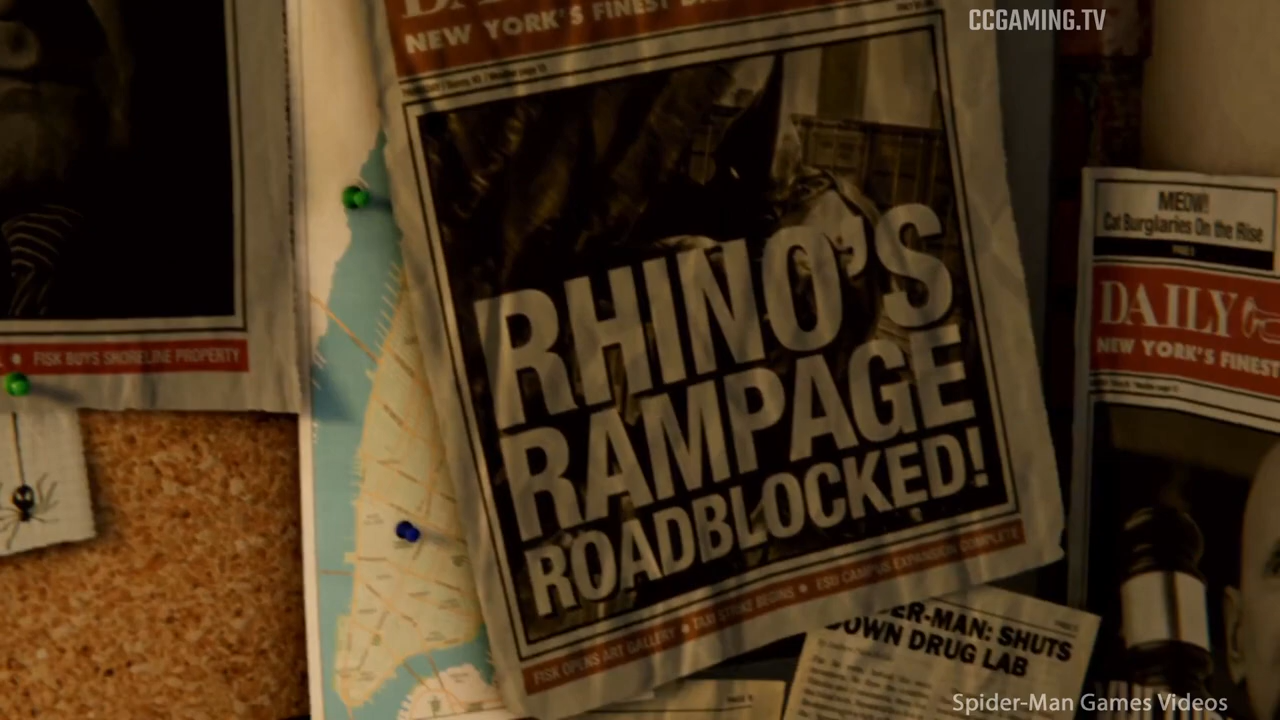 CCGAMING.TV
NEW YORK'S FINEST
RHINO'S
RAMPAGE
ROADBLOCKED!
FISK OPENS ART GALLERY • TAXI STRIKE BEGINS • ESU CAMPUS EXPANSION COMPLETE
FISK BUYS SHORELINE PROPERTY
MEOW!
Cat Burglaries On the Rise
DAILY
NEW YORK'S FINEST
DER-MAN: SHUTS
DOWN DRUG LAB
Spider-Man Games Videos